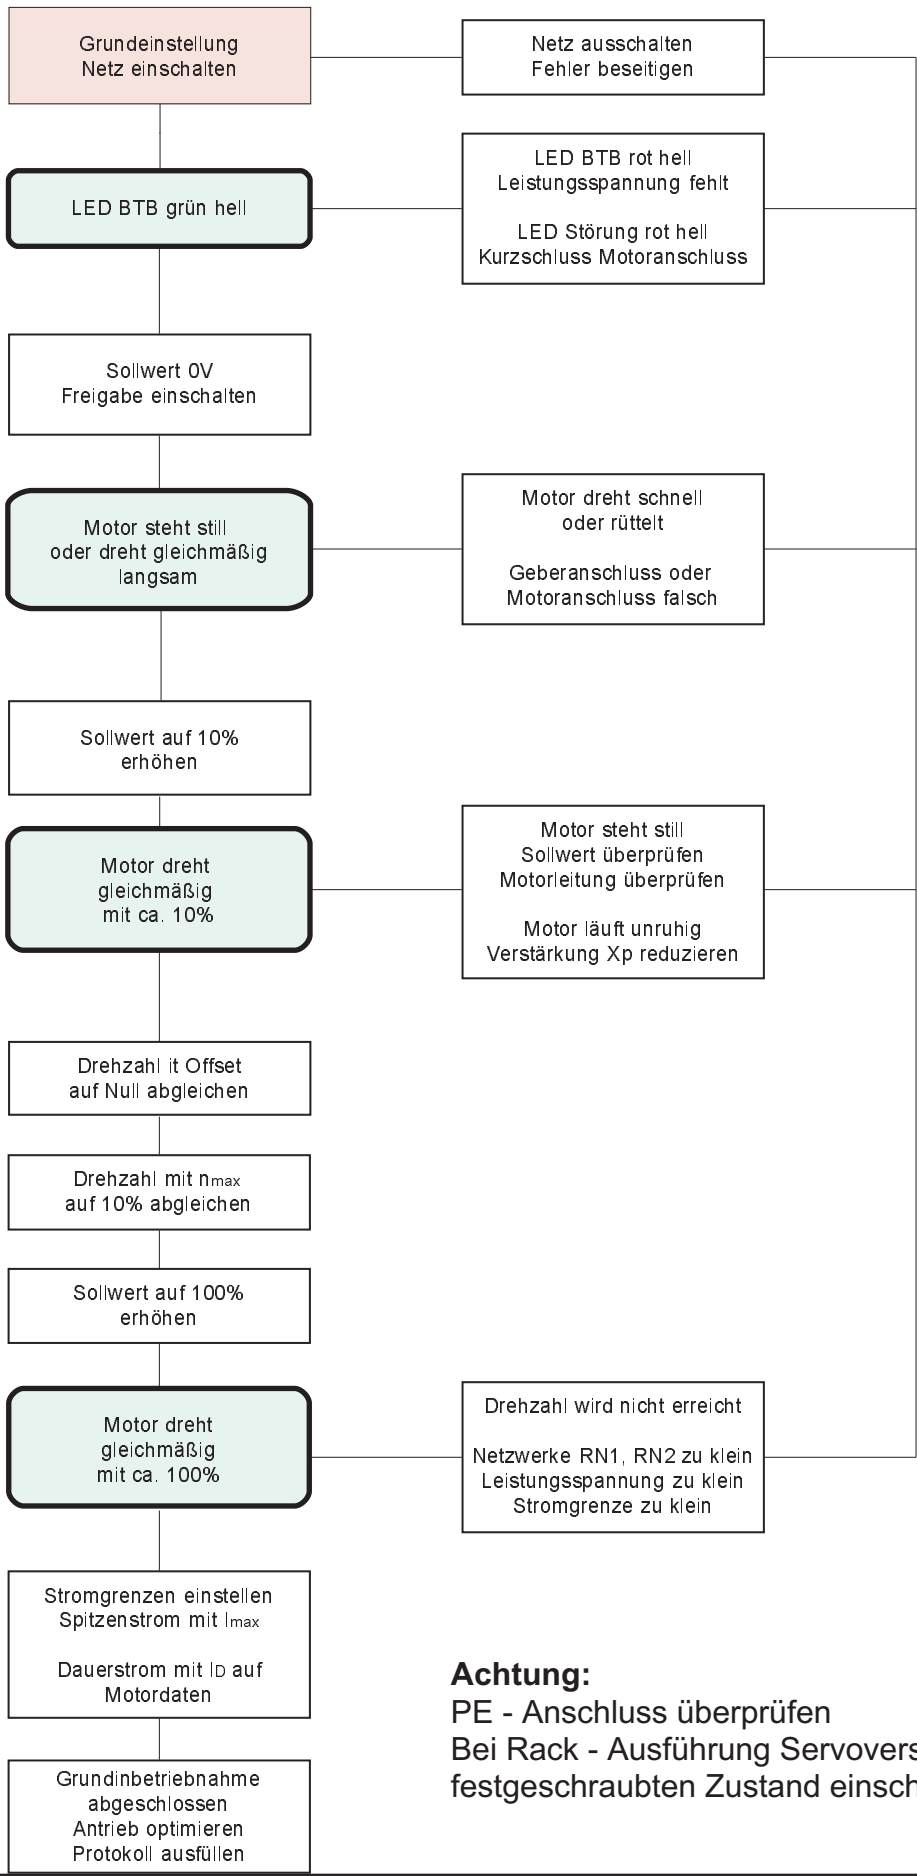 Grundeinstellung
Netz einschalten
Netz ausschalten
Fehler beseitigen
LED BTB grün hell
LED BTB rot hell
Leistungsspannung fehlt
LED Störung rot hell
Kurzschluss Motoranschluss
Sollwert 0V
Freigabe einschalten
Motor steht still
oder dreht gleichmäßig
langsam
Motor dreht schnell
oder rüttelt
Geberanschluss oder
Motoranschluss falsch
Sollwert auf 10%
erhöhen
Motor dreht
gleichmäßig
mit ca. 10%
Motor steht still
Sollwert überprüfen
Motorleitung überprüfen
Motor läuft unruhig
Verstärkung Xp reduzieren
Drehzahl it Offset
auf Null abgleichen
Drehzahl mit nmax
auf 10% abgleichen
Sollwert auf 100%
erhöhen
Motor dreht
gleichmäßig
mit ca. 100%
Drehzahl wird nicht erreicht
Netzwerke RN1, RN2 zu klein
Leistungsspannung zu klein
Stromgrenze zu klein
Stromgrenzen einstellen
Spitzenstrom mit Imax
Dauerstrom mit ID auf
Motordaten
Grundinbetriebnahme
abgeschlossen
Antrieb optimieren
Protokoll ausfüllen
Achtung:
PE - Anschluss überprüfen
Bei Rack - Ausführung
festgeschraubten Zustand